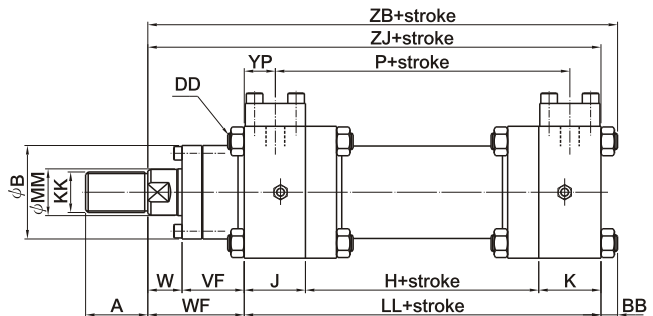 ZB+stroke
ZJ+stroke
YP
P+stroke
DD
ϕB
ϕMM
KK
W
VF
J
H+stroke
K
A
WF
LL+stroke
BB